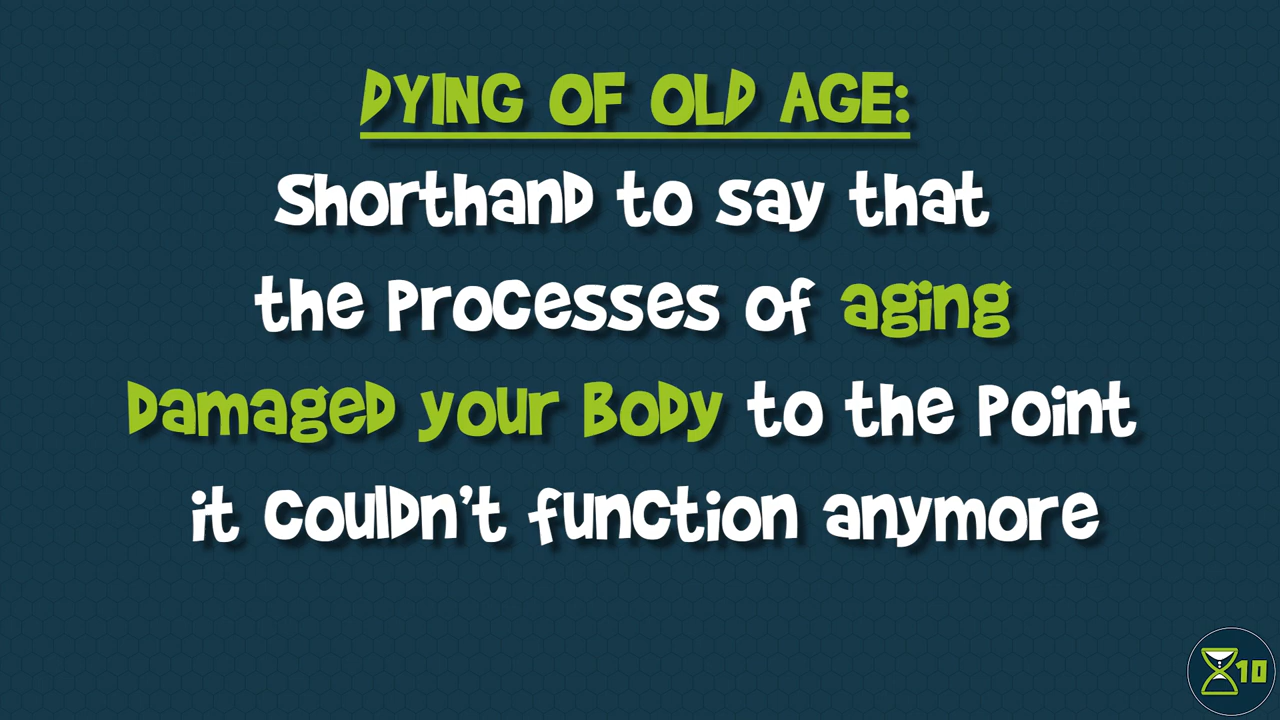 DYING OF OLD AGE:
Shorthand to say that
the Processes of aging
Damaged your Body to the Point
it couldn't function anymore
10